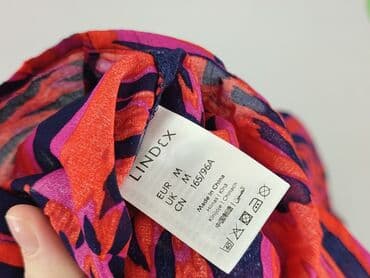 LINDEX
EUR M
UK M
CN 165/96A
Made in China